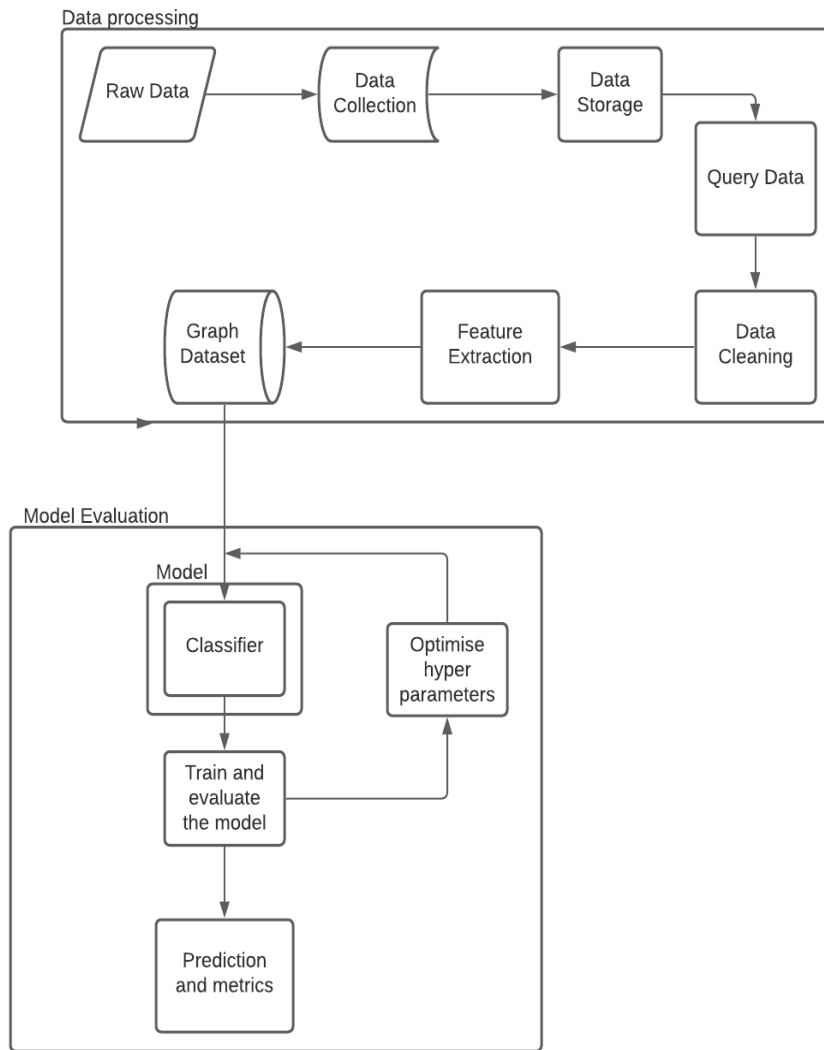 Data processing
Raw Data
Data
Collection
Data
Storage
Query Data
Data
Cleaning
Feature
Extraction
Graph
Dataset
Model Evaluation
Model
Classifier
Optimise
hyper
parameters
Train and
evaluate
the model
Prediction
and metrics